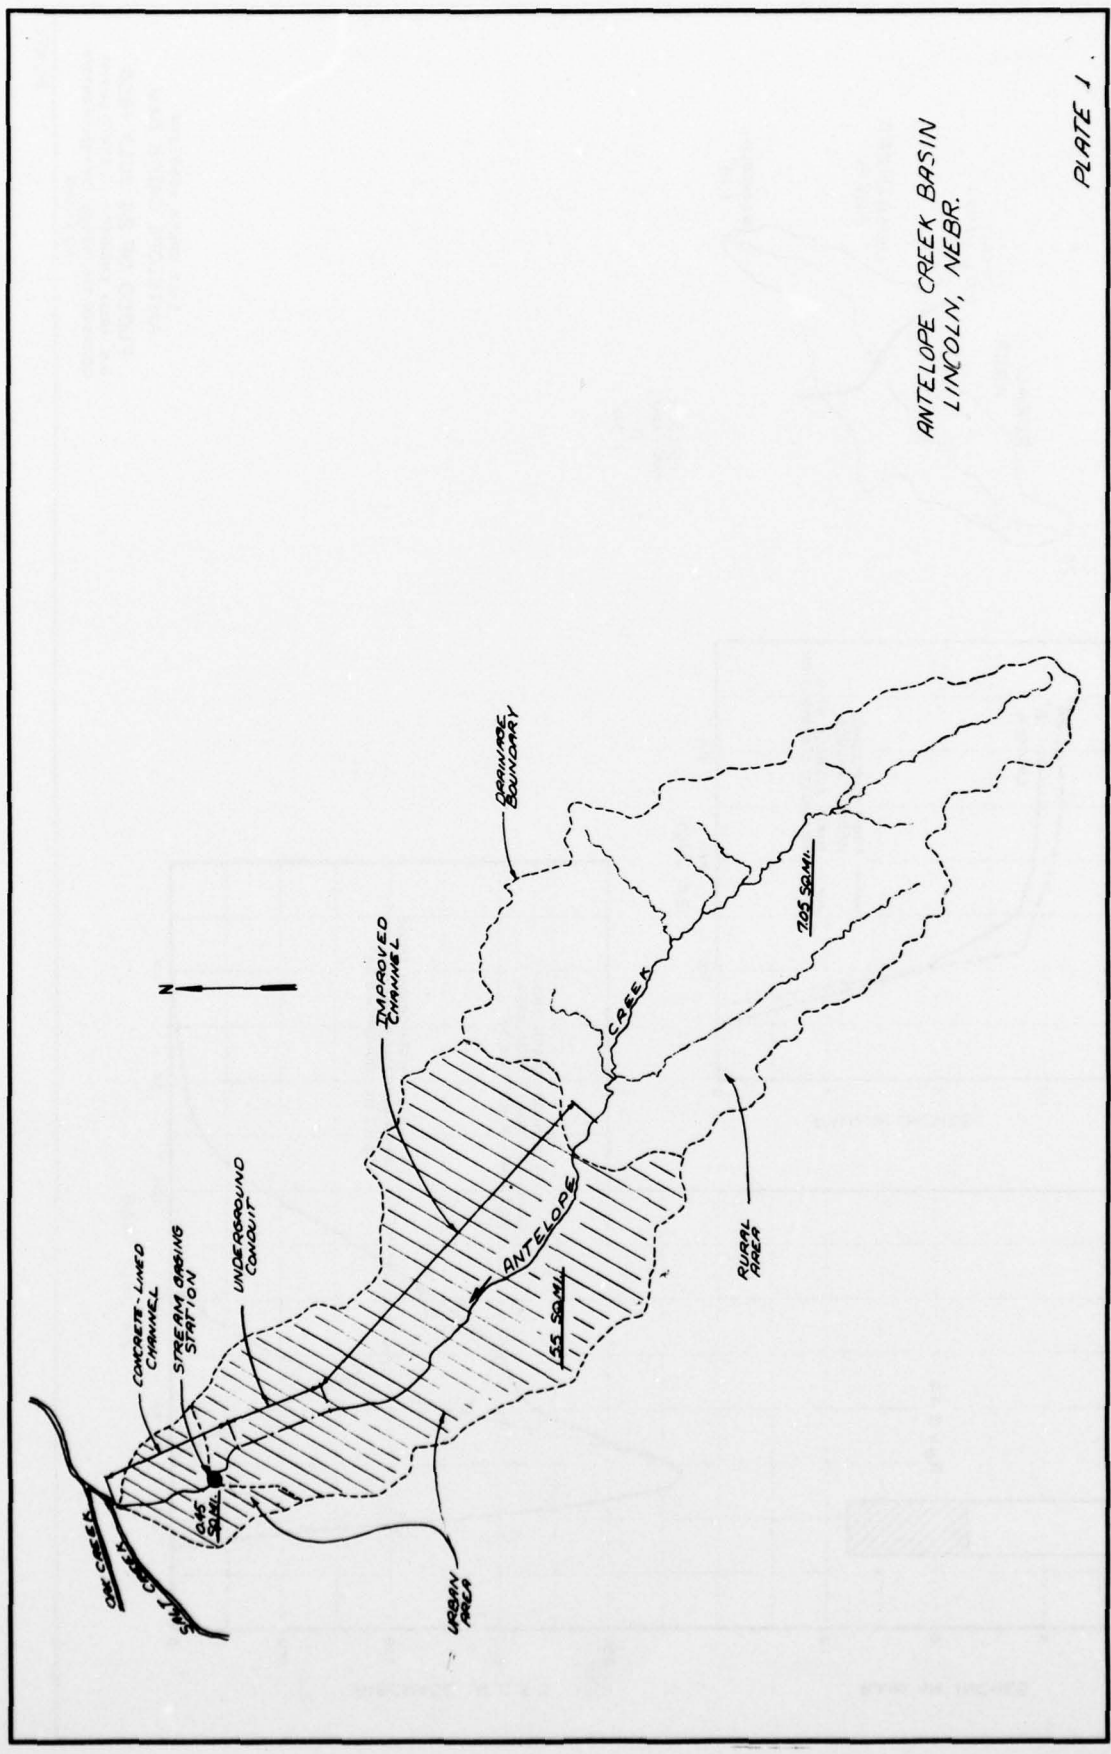 OAK CREEK
SALT CREEK
CONCRETE-LINED
CHANNEL
STREAM GAGING
STATION
UNDERGROUND
CONDUIT
IMPROVED
CHANNEL
DRAINAGE
BOUNDARY
N
0.45
SQ.MI.
URBAN
AREA
5.5 SQ.MI.
ANTELOPE
CREEK
RURAL
AREA
7.05 SQ.MI.
ANTELOPE CREEK BASIN
LINCOLN, NEBR.
PLATE 1